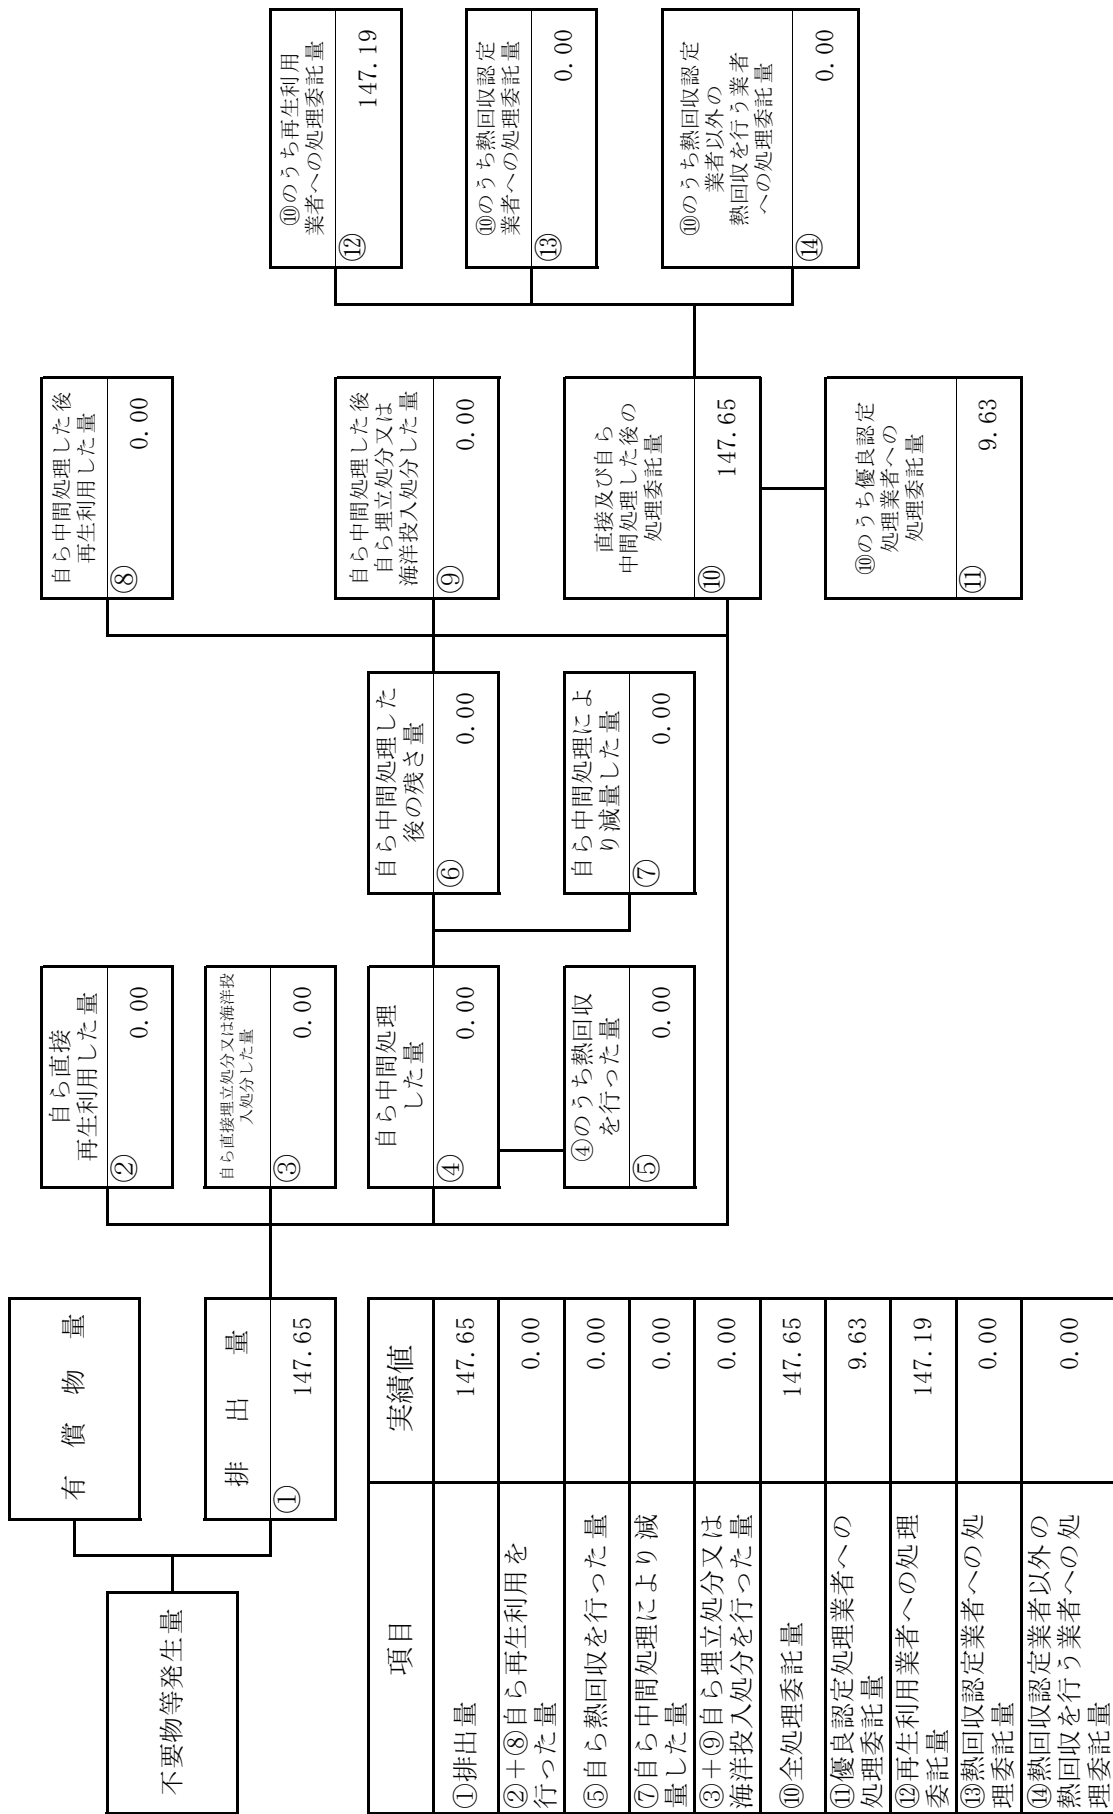 不要物等発生量
有償物量
排出量
①
147.65
自ら直接
再生利用した量
②
0.00
自ら直接埋立処分又は海洋投
入処分した量
③
0.00
自ら中間処理
した量
④
0.00
④のうち熱回収
を行った量
⑤
0.00
自ら中間処理した
後の残さ量
⑥
0.00
自ら中間処理によ
り減量した量
⑦
0.00
自ら中間処理した後
再生利用した量
⑧
0.00
自ら中間処理した後
自ら埋立処分又は
海洋投入処分した量
⑨
0.00
直接及び自ら
中間処理した後の
処理委託量
⑩
147.65
⑩のうち優良認定
処理業者への
処理委託量
⑪
9.63
⑩のうち再生利用
業者への処理委託量
⑫
147.19
⑩のうち熱回収認定
業者への処理委託量
⑬
0.00
⑩のうち熱回収認定
業者以外の
熱回収を行う業者
への処理委託量
⑭
0.00
項目 実績値
①排出量 147.65
②+⑧自ら再生利用を
行った量 0.00
⑤自ら熱回収を行った量 0.00
⑦自ら中間処理により減
量した量 0.00
③+⑨自ら埋立処分又は
海洋投入処分を行った量 0.00
⑩全処理委託量 147.65
⑪優良認定処理業者への
処理委託量 9.63
⑫再生利用業者への処理
委託量 147.19
⑬熱回収認定業者への処
理委託量 0.00
⑭熱回収認定業者以外の
熱回収を行う業者への処
理委託量 0.00